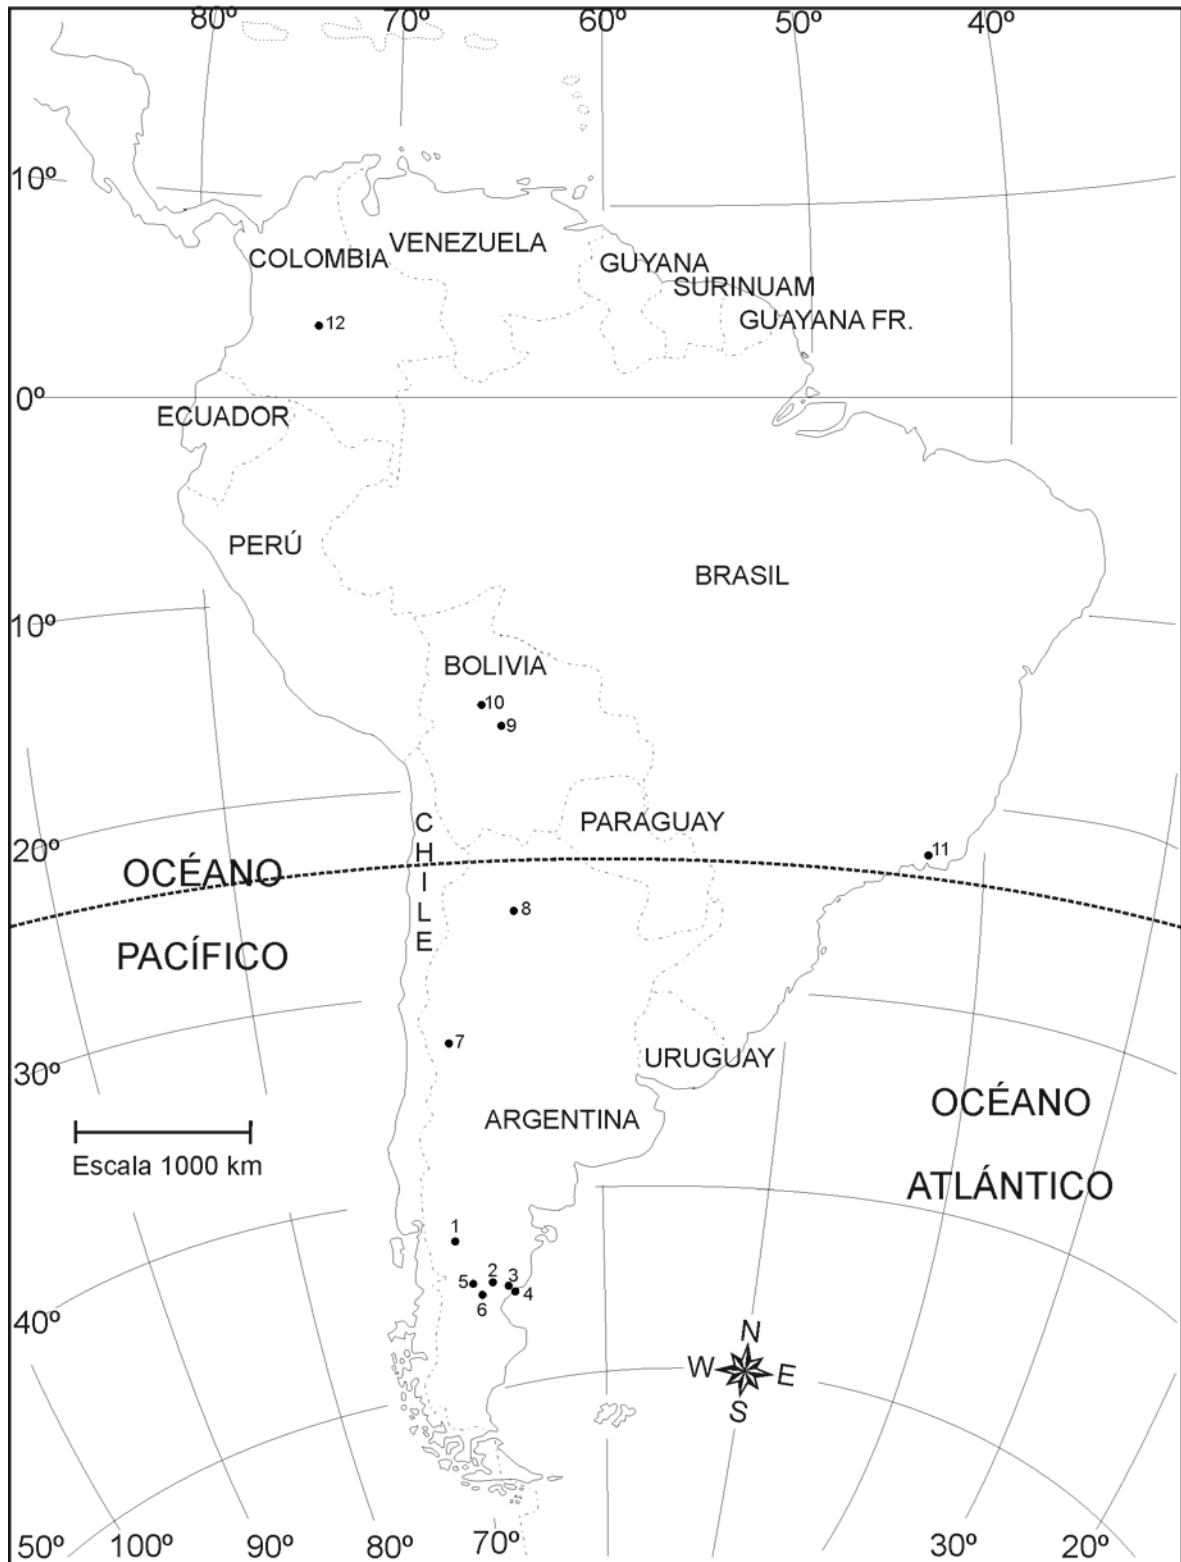 80º 70º 60º 50º 40º
10º
VENEZUELA
COLOMBIA
GUYANA
SURINUAM
GUAYANA FR.
12
0º
ECUADOR
PERÚ
BRASIL
10º
BOLIVIA
10
9
PARAGUAY
CHILE
20º
11
OCÉANO
PACÍFICO
8
7
URUGUAY
30º
OCÉANO
ATLÁNTICO
ARGENTINA
Escala 1000 km
1
5 2 3
6 4
40º
N
W E
S
50º 100º 90º 80º 70º 30º 20º